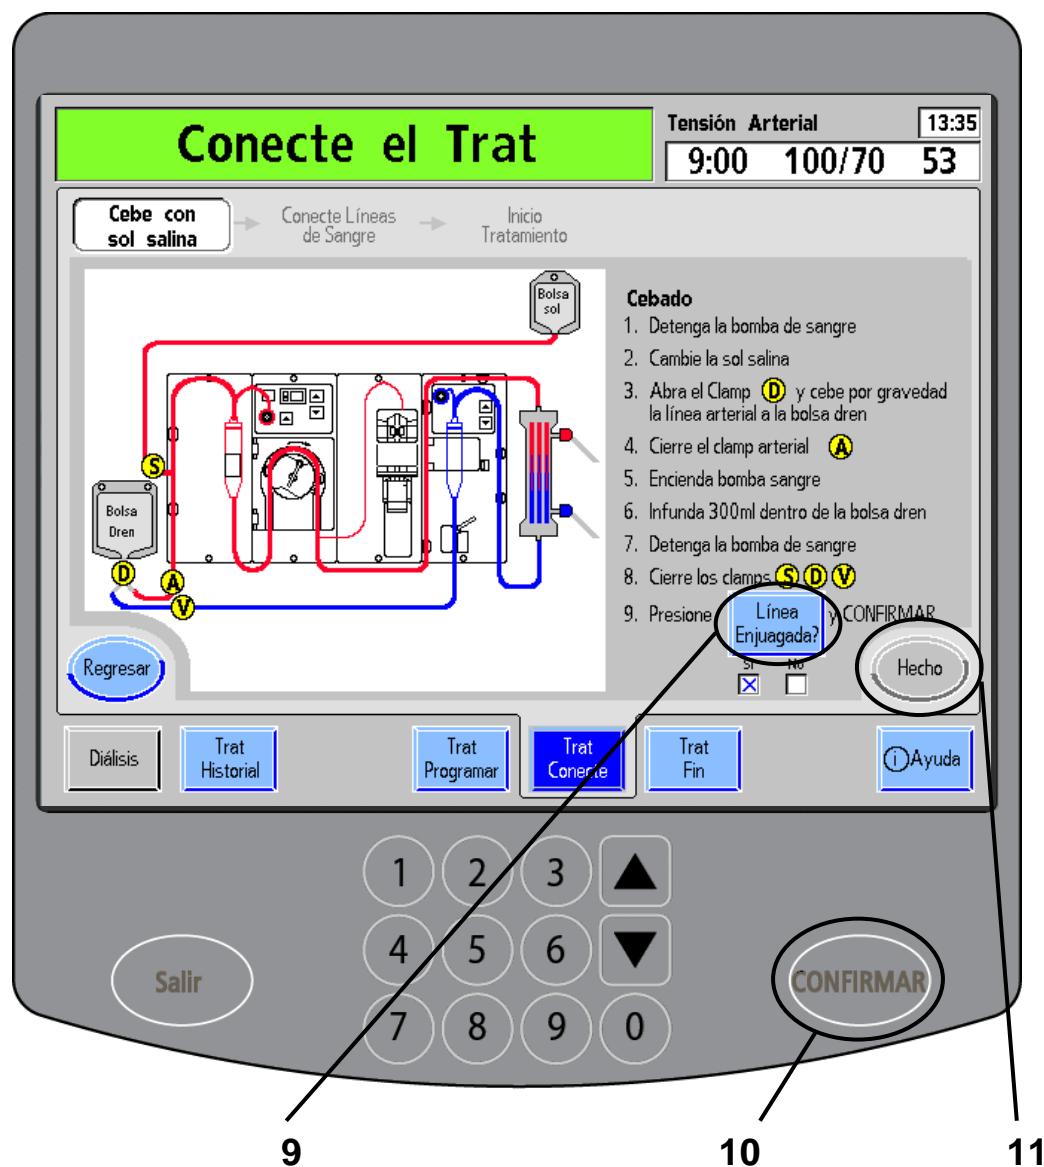 Conecte el Trat
Tensión Arterial
13:35
9:00 100/70 53
Cebe con
sol salina
Conecte Líneas
de Sangre
Inicio
Tratamiento
Bolsa
sol
S
Bolsa
Dren
D
A
V
Cebado
1. Detenga la bomba de sangre
2. Cambie la sol salina
3. Abra el Clamp D y cebe por gravedad
la línea arterial a la bolsa dren
4. Cierre el clamp arterial A
5. Encienda bomba sangre
6. Infunda 300ml dentro de la bolsa dren
7. Detenga la bomba de sangre
8. Cierre los clamps S D V
9. Presione Línea Enjuagada? y CONFIRMAR
Si No
Regresar
Hecho
Diálisis
Trat
Historial
Trat
Programar
Trat
Conecte
Trat
Fin
i Ayuda
1 2 3
4 5 6
7 8 9 0
Salir
CONFIRMAR
9
10
11